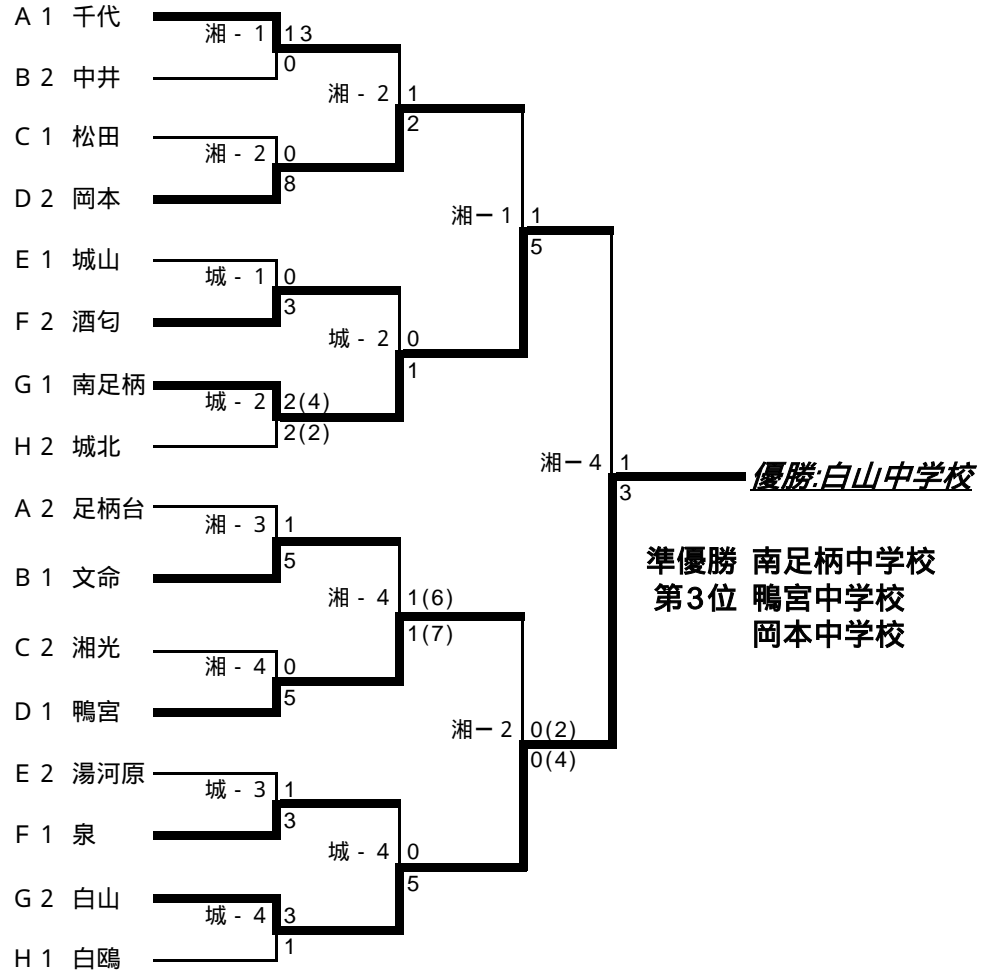 A 1 千代
湘 - 1 13
0
B 2 中井
湘 - 2 1
2
C 1 松田
湘 - 2 0
8
D 2 岡本
湘ー 1 1
5
E 1 城山
城 - 1 0
3
F 2 酒匂
城 - 2 0
1
G 1 南足柄
城 - 2 2(4)
2(2)
H 2 城北
湘ー 4 1
3
優勝:白山中学校
A 2 足柄台
湘 - 3 1
5
B 1 文命
準優勝 南足柄中学校
第3位 鴨宮中学校
岡本中学校
湘 - 4 1(6)
1(7)
C 2 湘光
湘 - 4 0
5
D 1 鴨宮
湘ー 2 0(2)
0(4)
E 2 湯河原
城 - 3 1
3
F 1 泉
城 - 4 0
5
G 2 白山
城 - 4 3
1
H 1 白鴎